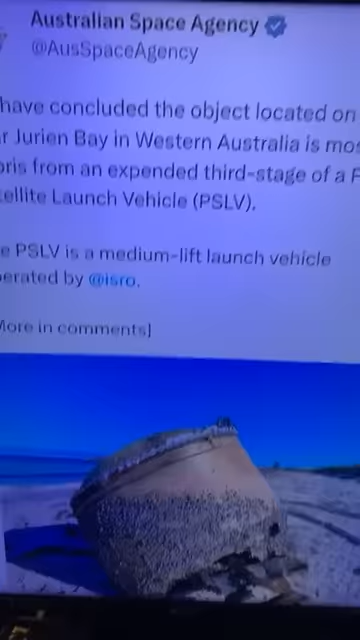 Australian Space Agency
@AusSpaceAgency
have concluded the object located on
r Jurien Bay in Western Australia is mos
ris from an expended third-stage of a P
ellite Launch Vehicle (PSLV).
e PSLV is a medium-lift launch vehicle
erated by @isro.
More in comments]